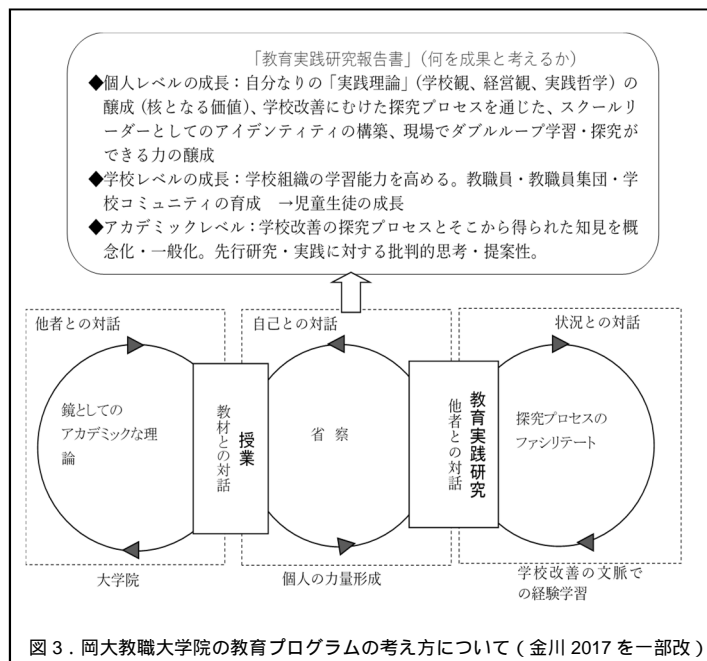 「教育実践研究報告書」(何を成果と考えるか)
◆個人レベルの成長：自分なりの「実践理論」(学校観、経営観、実践哲学)の
醸成(核となる価値)、学校改善にむけた探究プロセスを通じた、スクールリ
ーダーとしてのアイデンティティの構築、現場でダブルループ学習・探究が
できる力の醸成
◆学校レベルの成長：学校組織の学習能力を高める。教職員・教職員集団・学
校コミュニティの育成　→児童生徒の成長
◆アカデミックレベル：学校改善の探究プロセスとそこから得られた知見を概
念化・一般化。先行研究・実践に対する批判的思考・提案性。
他者との対話
鏡としての
アカデミックな理
論
大学院
授業
教材との対話
自己との対話
省 察
個人の力量形成
教育実践研究
他者との対話
状況との対話
探究プロセスの
ファシリテート
学校改善の文脈で
の経験学習
図3．岡大教職大学院の教育プログラムの考え方について(金川2017を一部改)